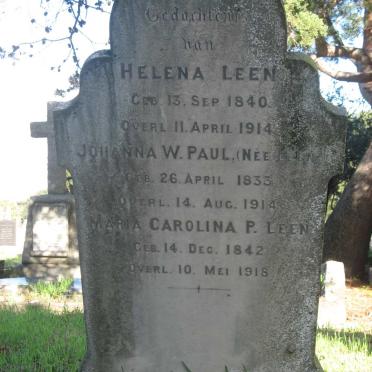 Gedachtenis
van
HELENA LEEN
GEB. 13. SEP 1840.
OVERL. 11. APRIL 1914
JOHANNA W. PAUL, (NÉE
GEB. 26. APRIL 1833
OVERL. 14. AUG. 1914
MARIA CAROLINA P. LEEN
GEB. 14. DEC. 1842
OVERL. 10. MEI 1918